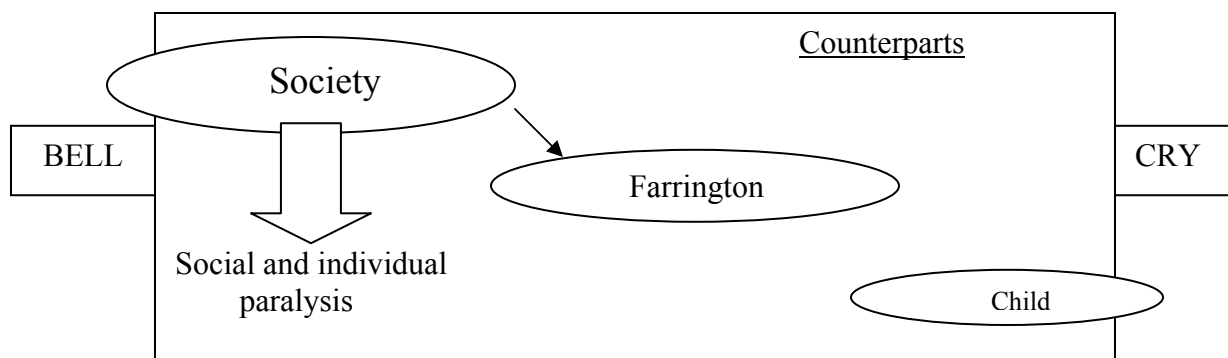 Counterparts
Society
BELL
CRY
Farrington
Social and individual
paralysis
Child